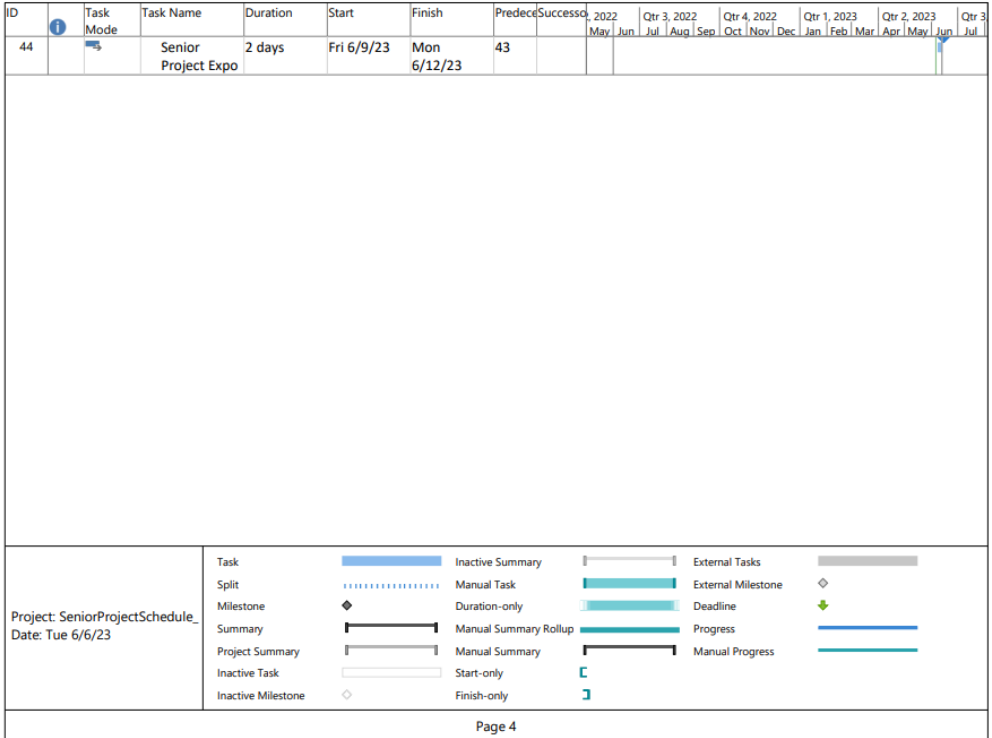 ID Task Mode Task Name Duration Start Finish Predece Successo , 2022 Qtr 3, 2022 Qtr 4, 2022 Qtr 1, 2023 Qtr 2, 2023 Qtr 3
May Jun Jul Aug Sep Oct Nov Dec Jan Feb Mar Apr May Jun Jul
44 Senior Project Expo 2 days Fri 6/9/23 Mon 6/12/23 43
Project: SeniorProjectSchedule_
Date: Tue 6/6/23
Task
Split
Milestone
Summary
Project Summary
Inactive Task
Inactive Milestone
Inactive Summary
Manual Task
Duration-only
Manual Summary Rollup
Manual Summary
Start-only
Finish-only
External Tasks
External Milestone
Deadline
Progress
Manual Progress
Page 4